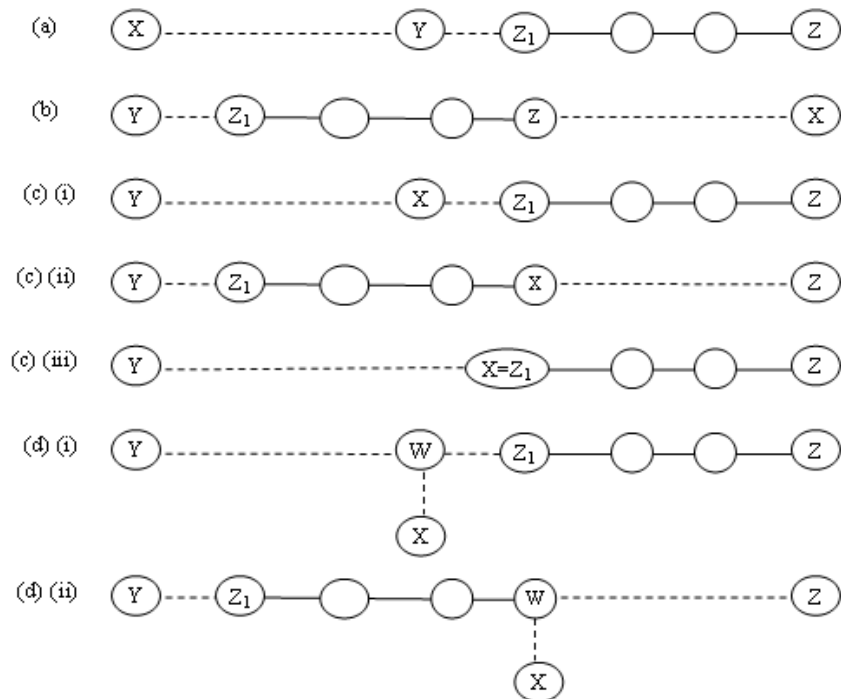 (a) X Y Z₁ Z
(b) Y Z₁ Z X
(c) (i) Y X Z₁ Z
(c) (ii) Y Z₁ X Z
(c) (iii) Y X=Z₁ Z
(d) (i) Y W Z₁ Z
X
(d) (ii) Y Z₁ W Z
X